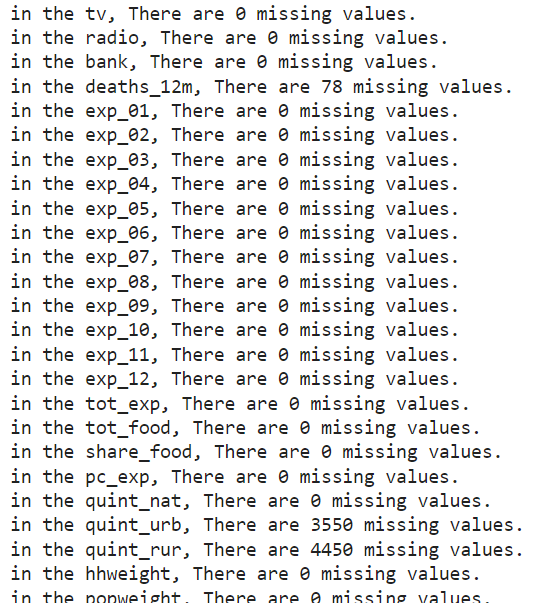 in the tv, There are 0 missing values.
in the radio, There are 0 missing values.
in the bank, There are 0 missing values.
in the deaths_12m, There are 78 missing values.
in the exp_01, There are 0 missing values.
in the exp_02, There are 0 missing values.
in the exp_03, There are 0 missing values.
in the exp_04, There are 0 missing values.
in the exp_05, There are 0 missing values.
in the exp_06, There are 0 missing values.
in the exp_07, There are 0 missing values.
in the exp_08, There are 0 missing values.
in the exp_09, There are 0 missing values.
in the exp_10, There are 0 missing values.
in the exp_11, There are 0 missing values.
in the exp_12, There are 0 missing values.
in the tot_exp, There are 0 missing values.
in the tot_food, There are 0 missing values.
in the share_food, There are 0 missing values.
in the pc_exp, There are 0 missing values.
in the quint_nat, There are 0 missing values.
in the quint_urb, There are 3550 missing values.
in the quint_rur, There are 4450 missing values.
in the hhweight, There are 0 missing values.
in the popweight, There are 0 missing values.